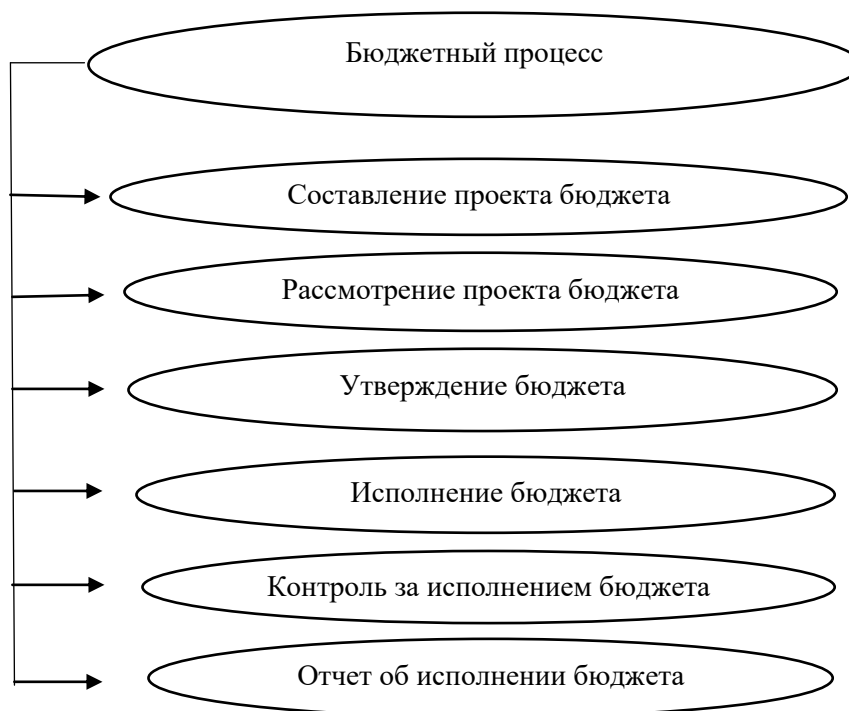 Бюджетный процесс
Составление проекта бюджета
Рассмотрение проекта бюджета
Утверждение бюджета
Исполнение бюджета
Контроль за исполнением бюджета
Отчет об исполнении бюджета